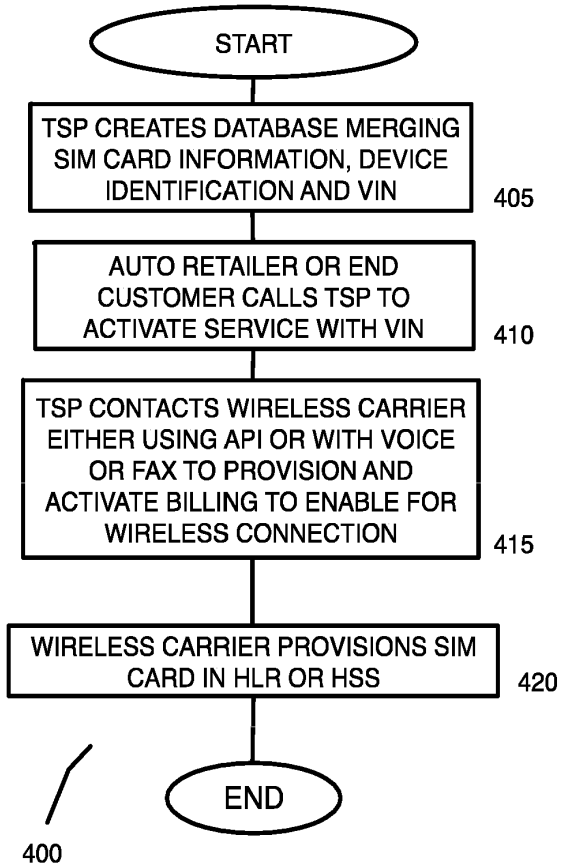 START
TSP CREATES DATABASE MERGING
SIM CARD INFORMATION, DEVICE
IDENTIFICATION AND VIN
405
AUTO RETAILER OR END
CUSTOMER CALLS TSP TO
ACTIVATE SERVICE WITH VIN
410
TSP CONTACTS WIRELESS CARRIER
EITHER USING API OR WITH VOICE
OR FAX TO PROVISION AND
ACTIVATE BILLING TO ENABLE FOR
WIRELESS CONNECTION
415
WIRELESS CARRIER PROVISIONS SIM
CARD IN HLR OR HSS
420
END
400